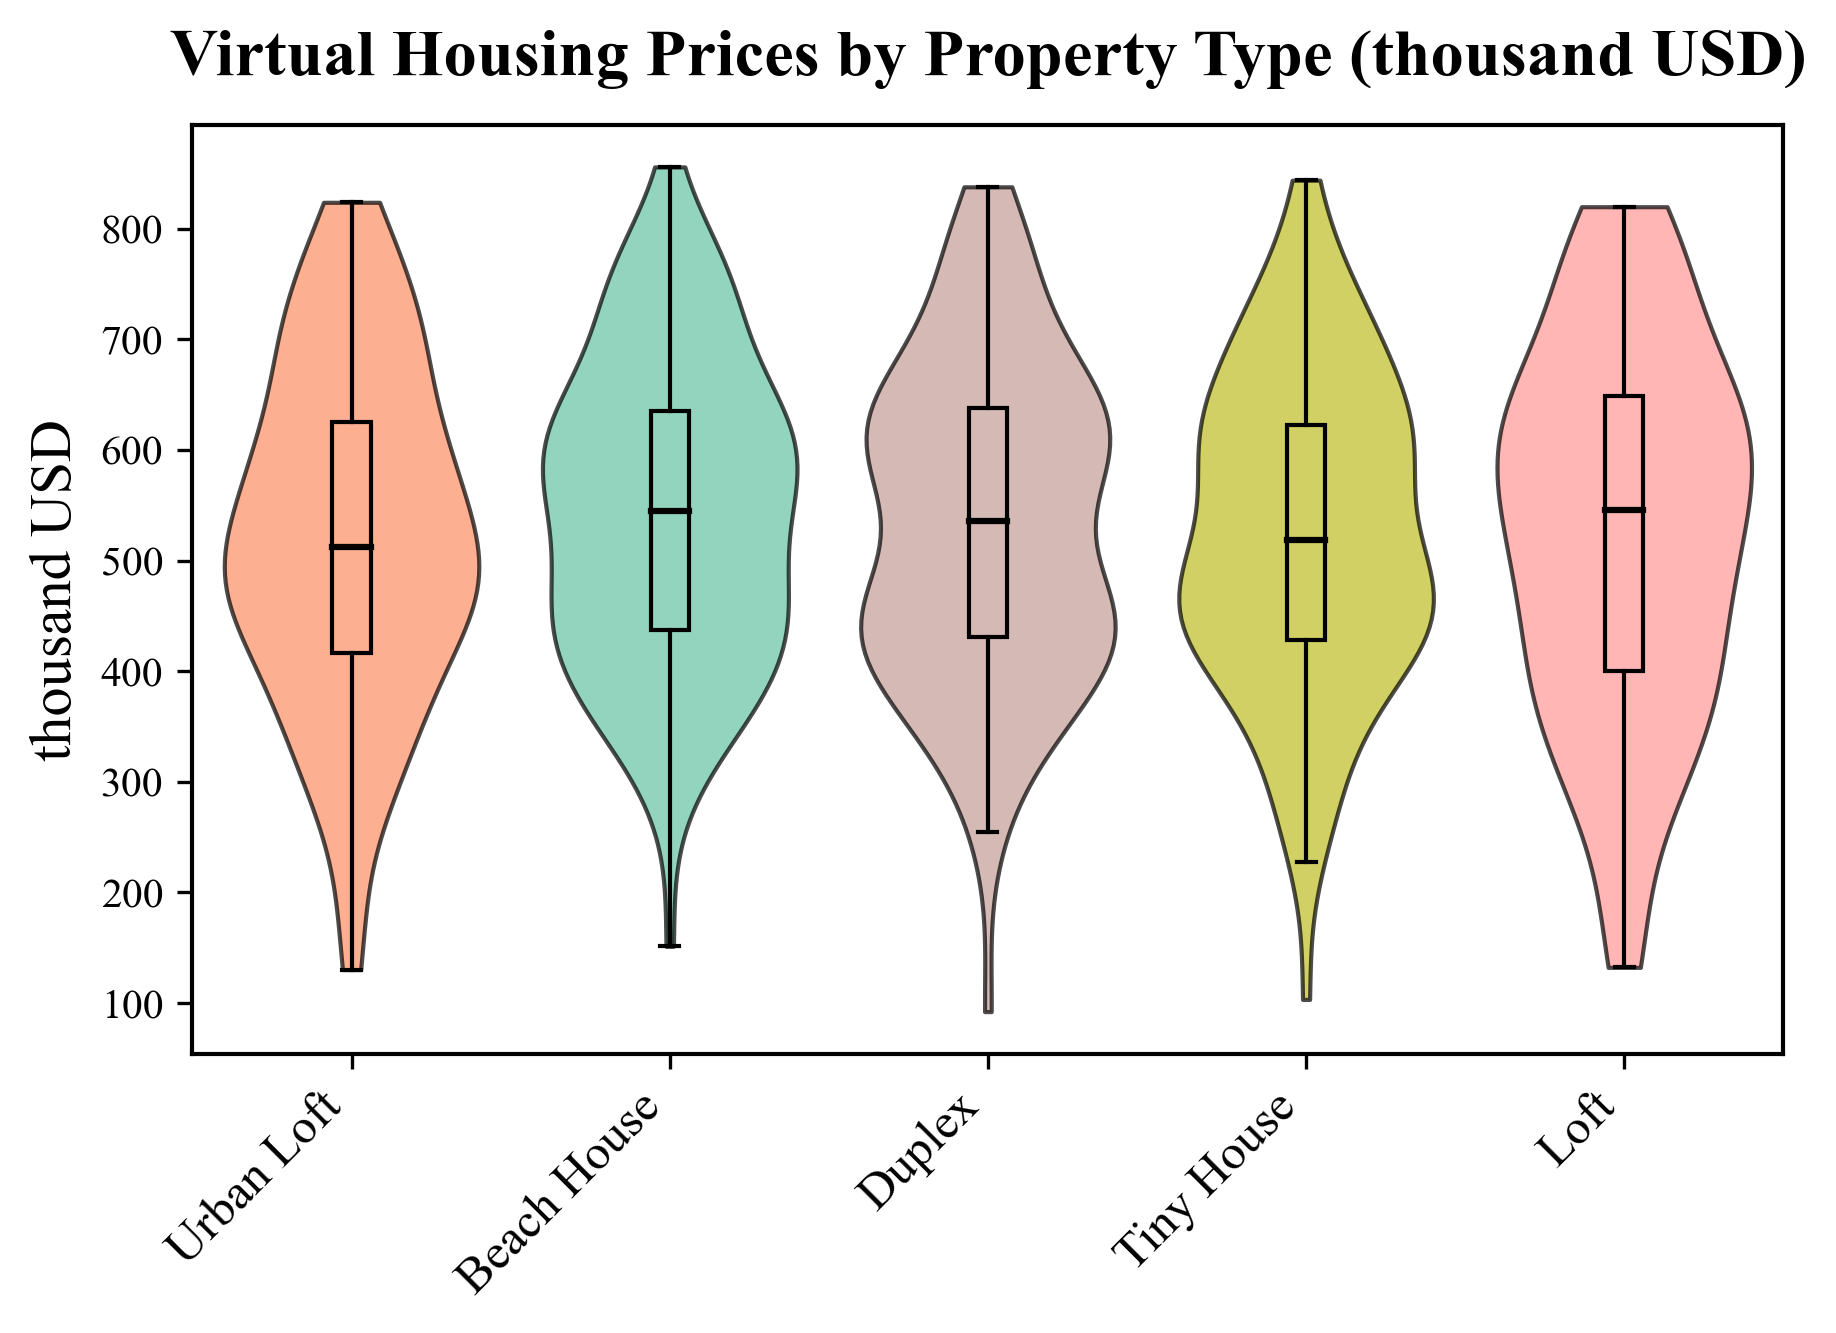 Virtual Housing Prices by Property Type (thousand USD)
thousand USD
800
700
600
500
400
300
200
100
Urban Loft
Beach House
Duplex
Tiny House
Loft